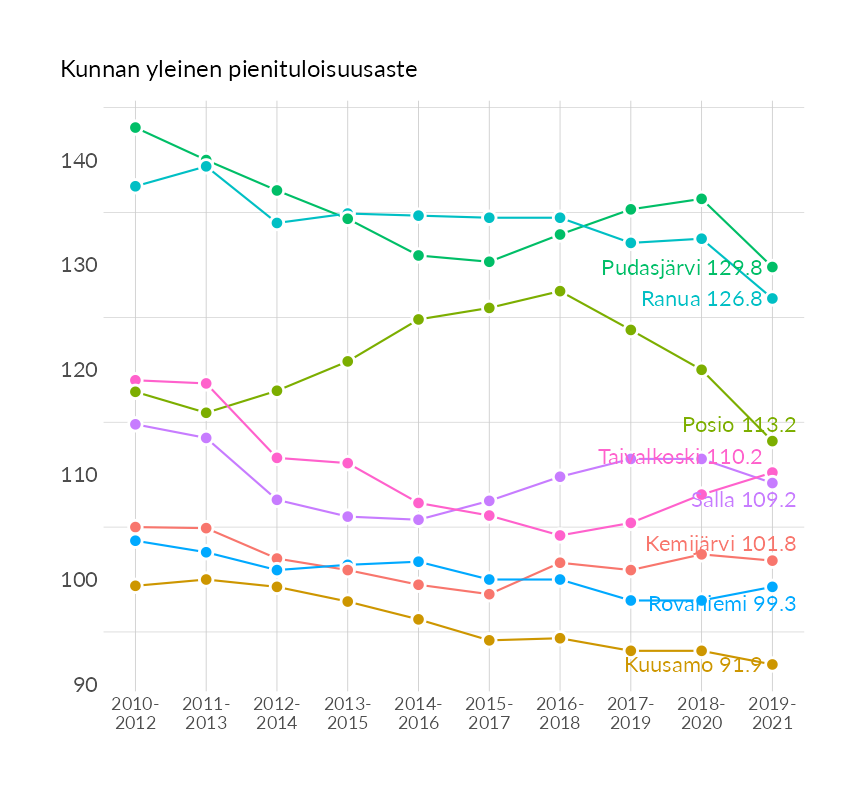 Kunnan yleinen pienituloisuusaste
140
130
120
110
100
90
Pudasjärvi 129.8
Ranua 126.8
Posio 113.2
Taivalkoski 110.2
Salla 109.2
Kemijärvi 101.8
Rovaniemi 99.3
Kuusamo 91.9
2010- 2011- 2012- 2013- 2014- 2015- 2016- 2017- 2018- 2019-
2012 2013 2014 2015 2016 2017 2018 2019 2020 2021